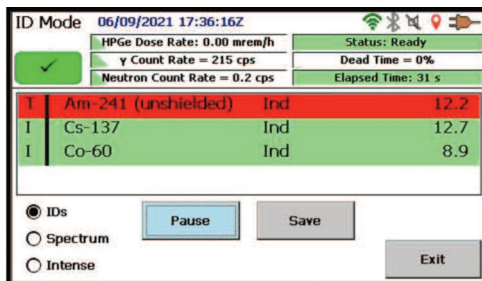 ID Mode 06/09/2021 17:36:16Z
HPGe Dose Rate: 0.00 mrem/h Status: Ready
γ Count Rate = 215 cps Dead Time = 0%
Neutron Count Rate = 0.2 cps Elapsed Time: 31 s
T Am-241 (unshielded) Ind 12.2
I Cs-137 Ind 12.7
I Co-60 Ind 8.9
IDs Pause Save
Spectrum
Intense Exit